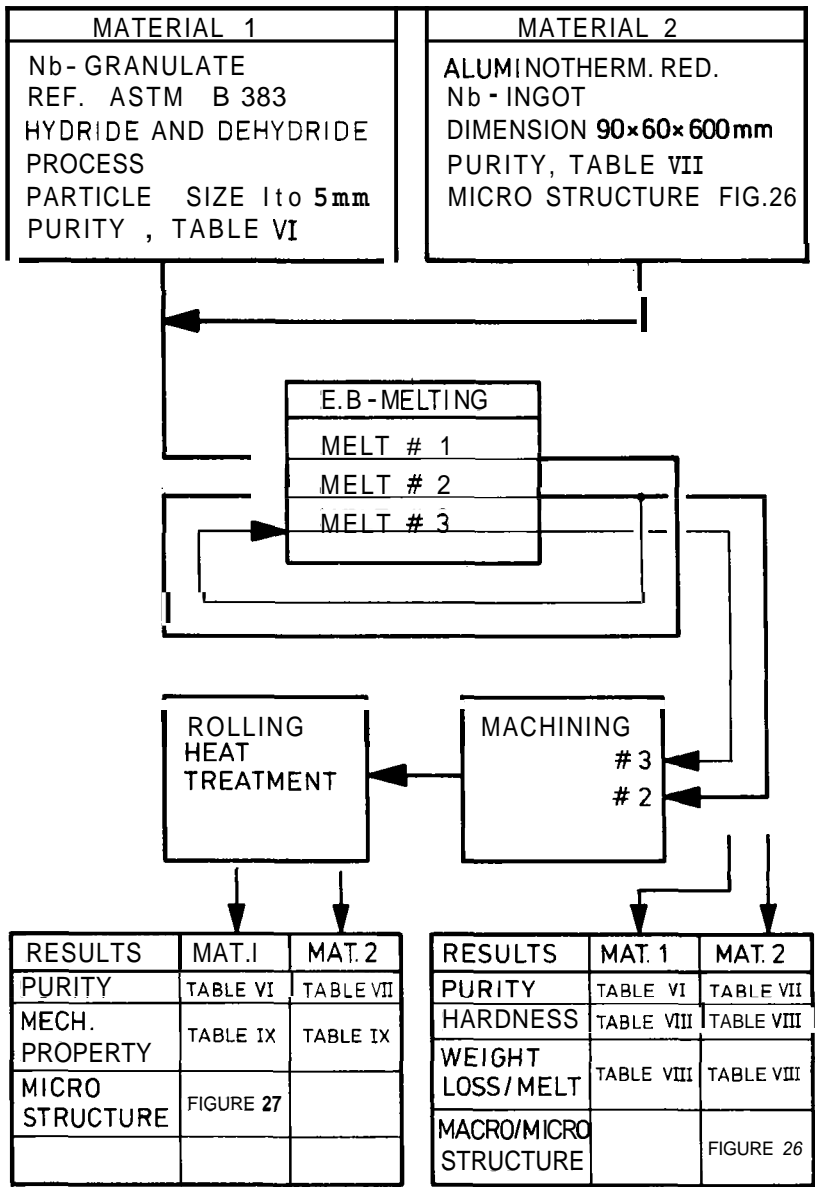 MATERIAL 1
Nb-GRANULATE
REF. ASTM B 383
HYDRIDE AND DEHYDRIDE
PROCESS
PARTICLE SIZE 1to 5mm
PURITY , TABLE VI
MATERIAL 2
ALUMINOTHERM. RED.
Nb-INGOT
DIMENSION 90×60×600mm
PURITY, TABLE VII
MICRO STRUCTURE FIG.26
E.B-MELTING
MELT # 1
MELT # 2
MELT # 3
ROLLING
HEAT
TREATMENT
MACHINING
#3
#2
RESULTS MAT.1 MAT. 2
PURITY TABLE VI TABLE VII
MECH.
PROPERTY TABLE IX TABLE IX
MICRO
STRUCTURE FIGURE 27
RESULTS MAT. 1 MAT. 2
PURITY TABLE VI TABLE VII
HARDNESS TABLE VIII TABLE VIII
WEIGHT
LOSS/MELT TABLE VIII TABLE VIII
MACRO/MICRO
STRUCTURE FIGURE 26